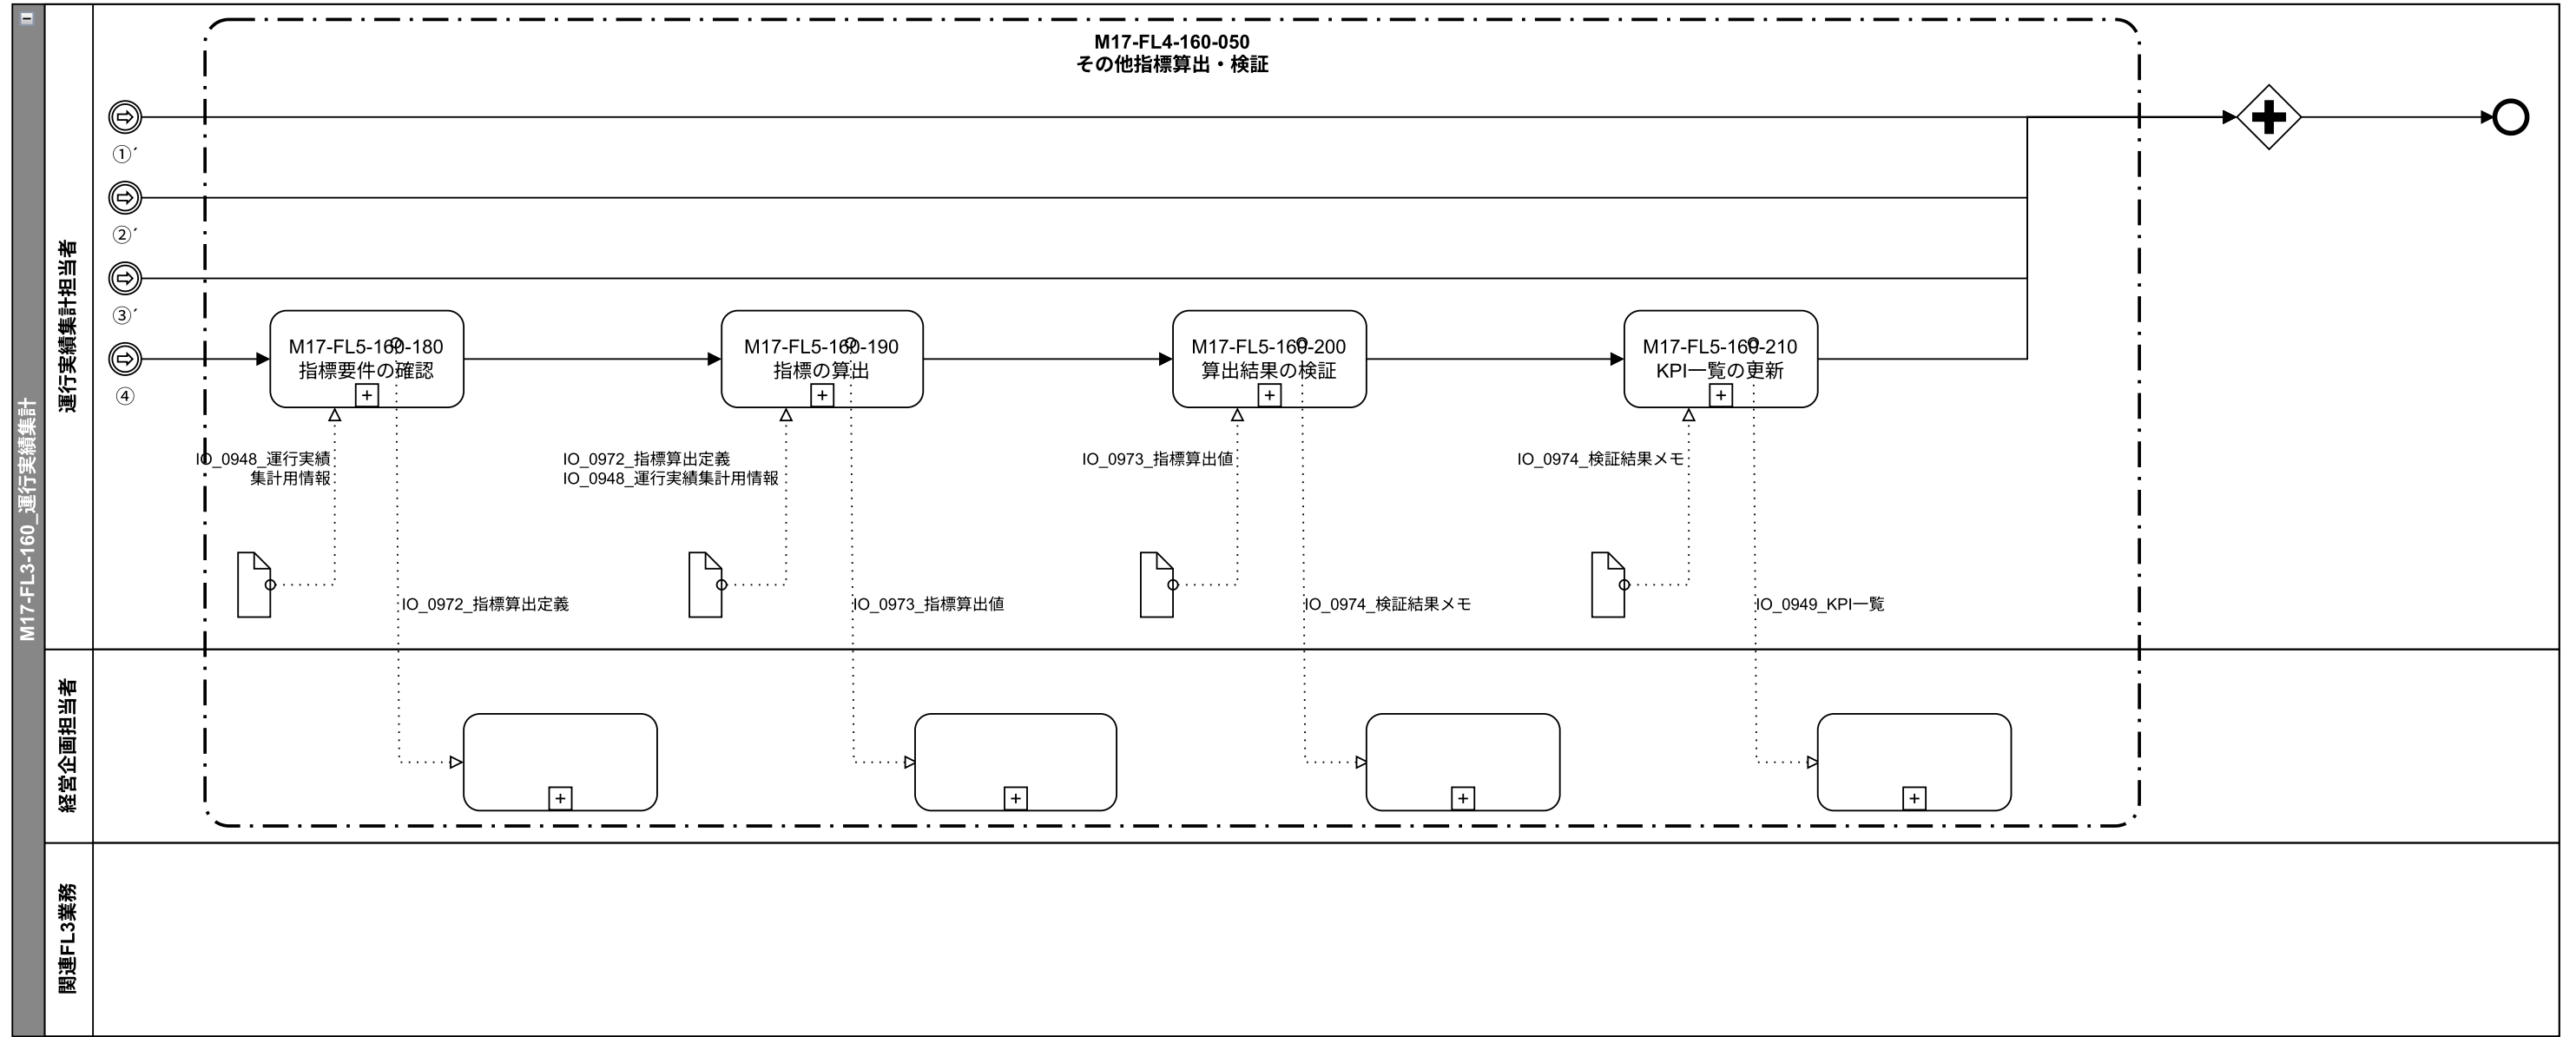 M17-FL3-160_運行実績集計
運行実績集計担当者
M17-FL4-160-050
その他指標算出・検証
①´
②´
③´
④
M17-FL5-160-180
指標要件の確認
M17-FL5-160-190
指標の算出
M17-FL5-160-200
算出結果の検証
M17-FL5-160-210
KPI一覧の更新
IO_0948_運行実績
集計用情報
IO_0972_指標算出定義
IO_0948_運行実績集計用情報
IO_0973_指標算出値
IO_0974_検証結果メモ
IO_0972_指標算出定義
IO_0973_指標算出値
IO_0974_検証結果メモ
IO_0949_KPI一覧
経営企画担当者
関連FL3業務